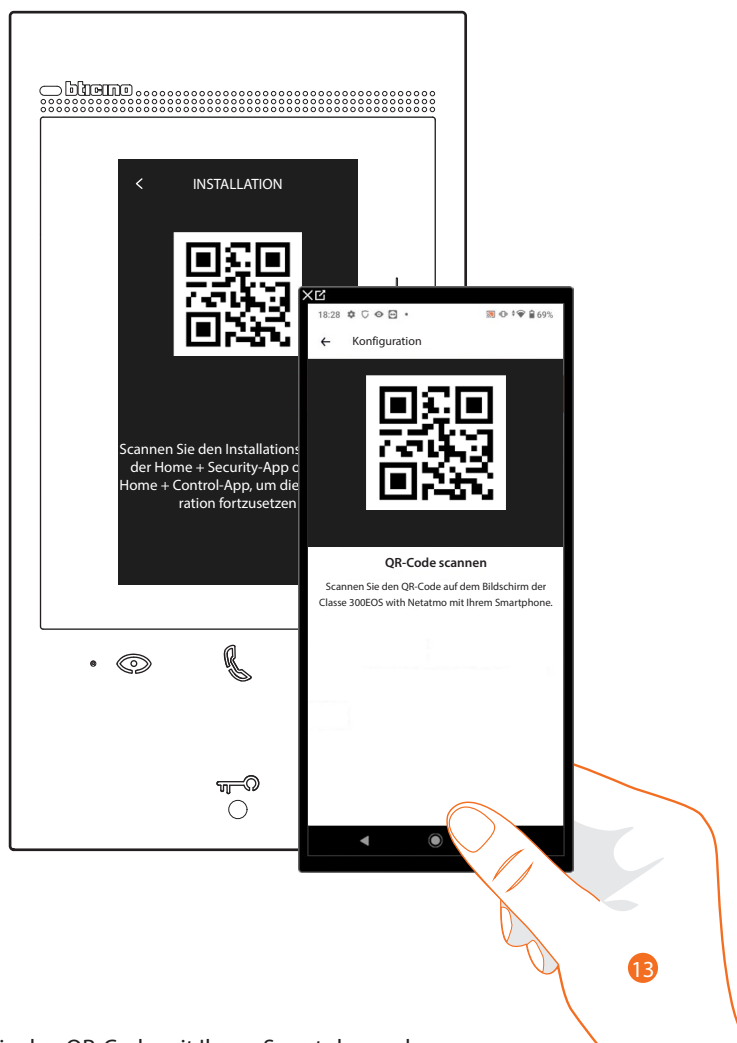 bticino
INSTALLATION
Scannen Sie den Installations
der Home + Security-App
Home + Control-App, um die
ration fortzusetzen
18:28
69%
Konfiguration
QR-Code scannen
Scannen Sie den QR-Code auf dem Bildschirm der
Classe 300EOS with Netatmo mit Ihrem Smartphone.
13